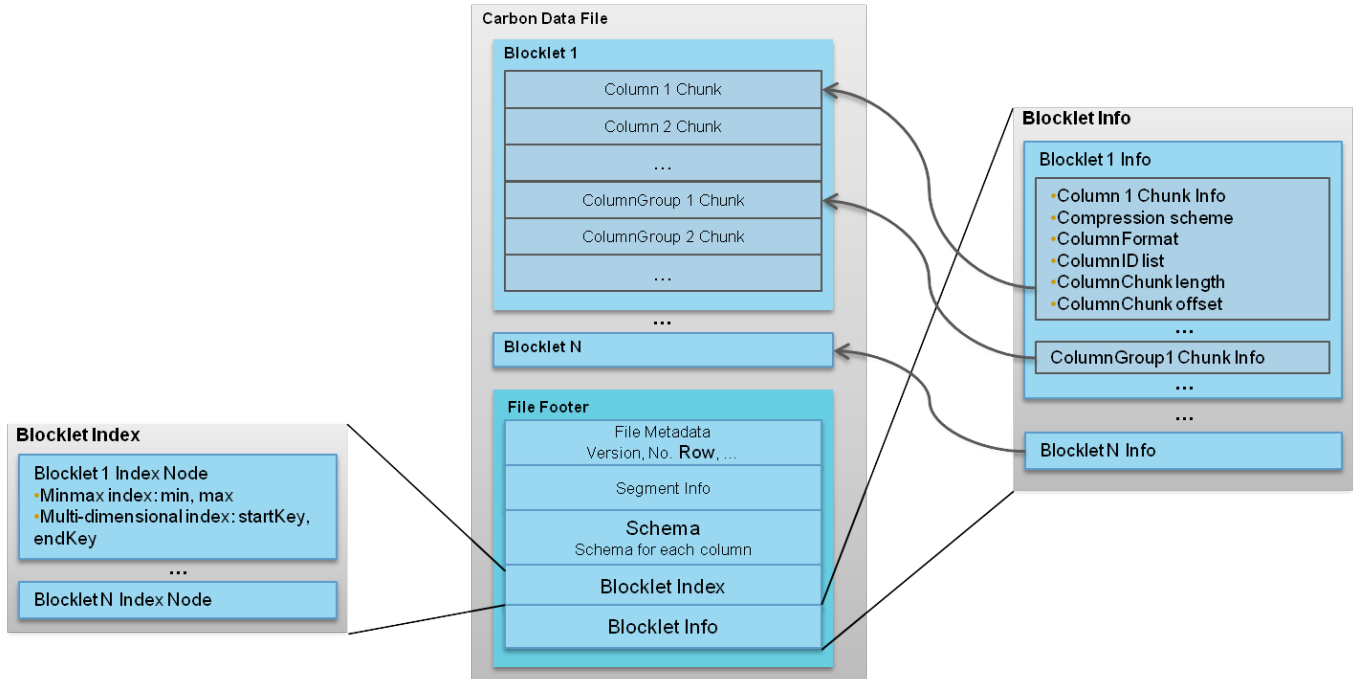 Carbon Data File
Blocklet 1
Column 1 Chunk
Column 2 Chunk
...
ColumnGroup 1 Chunk
ColumnGroup 2 Chunk
...
...
Blocklet N
File Footer
File Metadata
Version, No. Row, ...
Segment Info
Schema
Schema for each column
Blocklet Index
Blocklet Info
Blocklet Index
Blocklet 1 Index Node
•Minmax index: min, max
•Multi-dimensional index: startKey,
endKey
...
Blocklet N Index Node
Blocklet Info
Blocklet 1 Info
•Column 1 Chunk Info
•Compression scheme
•ColumnFormat
•ColumnID list
•ColumnChunk length
•ColumnChunk offset
...
ColumnGroup1 Chunk Info
...
...
Blocklet N Info